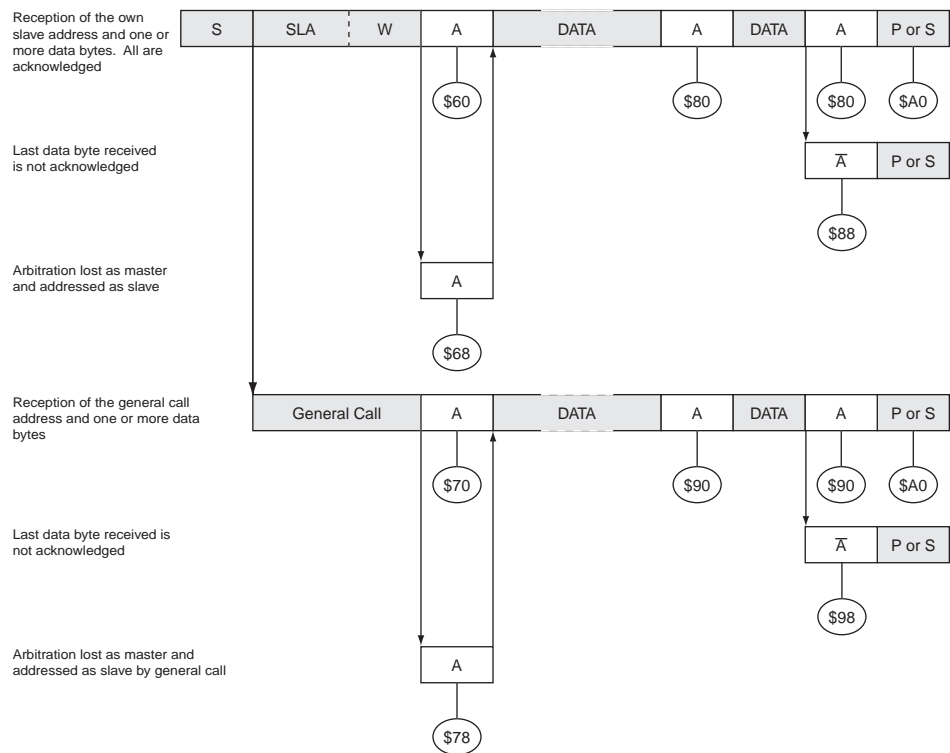 Reception of the own
slave address and one or
more data bytes. All are
acknowledged
S SLA W A DATA A DATA A P or S
$60 $80 $80 $A0
Last data byte received
is not acknowledged
A̅ P or S
$88
Arbitration lost as master
and addressed as slave
A
$68
Reception of the general call
address and one or more data
bytes
General Call A DATA A DATA A P or S
$70 $90 $90 $A0
Last data byte received is
not acknowledged
A̅ P or S
$98
Arbitration lost as master and
addressed as slave by general call
A
$78